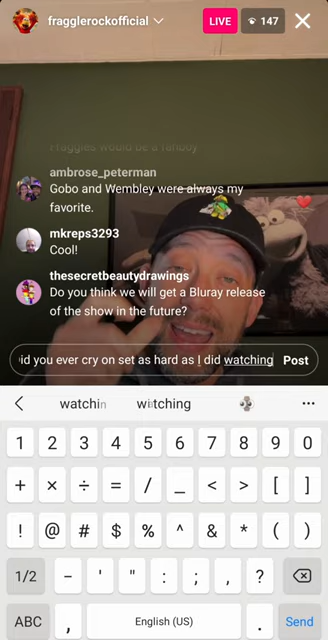 fragglerockofficial
LIVE
147
Fraggles would be a fanboy
ambrose_peterman
Gobo and Wembley were always my
favorite.
mkreps3293
Cool!
thesecretbeautydrawings
Do you think we will get a Bluray release
of the show in the future?
id you ever cry on set as hard as I did watching
Post
watchin
witching
1 2 3 4 5 6 7 8 9 0
+ × ÷ = / _ < > [ ]
! @ # $ % ^ & * ( )
1/2 - ' " : ; , ?
ABC , English (US) . Send